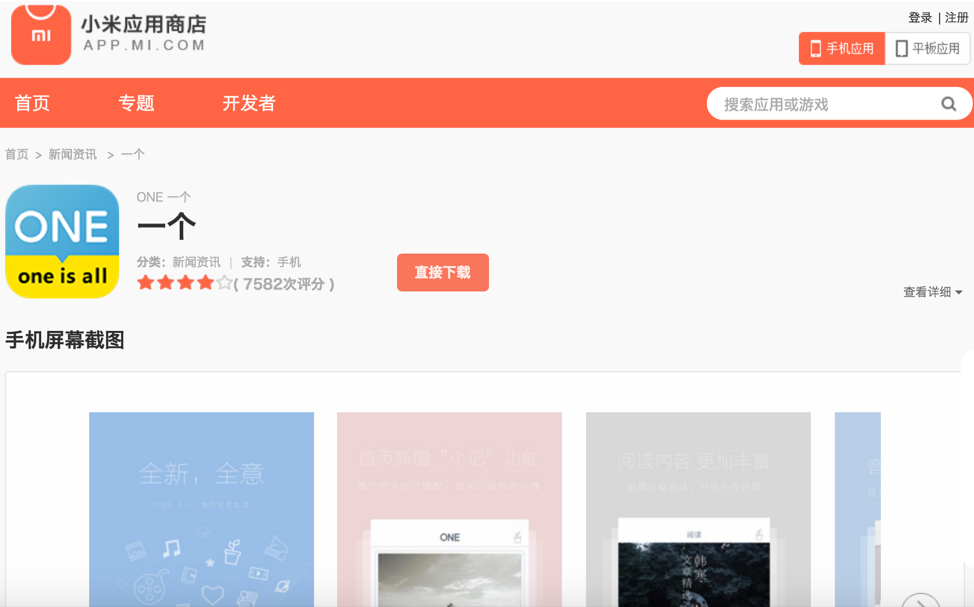 mi
小米应用商店
APP.MI.COM
登录 | 注册
手机应用
平板应用
首页
专题
开发者
搜索应用或游戏
首页 > 新闻资讯 > 一个
ONE
one is all
ONE 一个
一个
分类： 新闻资讯 | 支持： 手机
( 7582次评分 )
直接下载
查看详细
手机屏幕截图
全新，全意
首页新增“小记”功能
阅读内容 更加丰富
音
ONE
阅读
韩寒